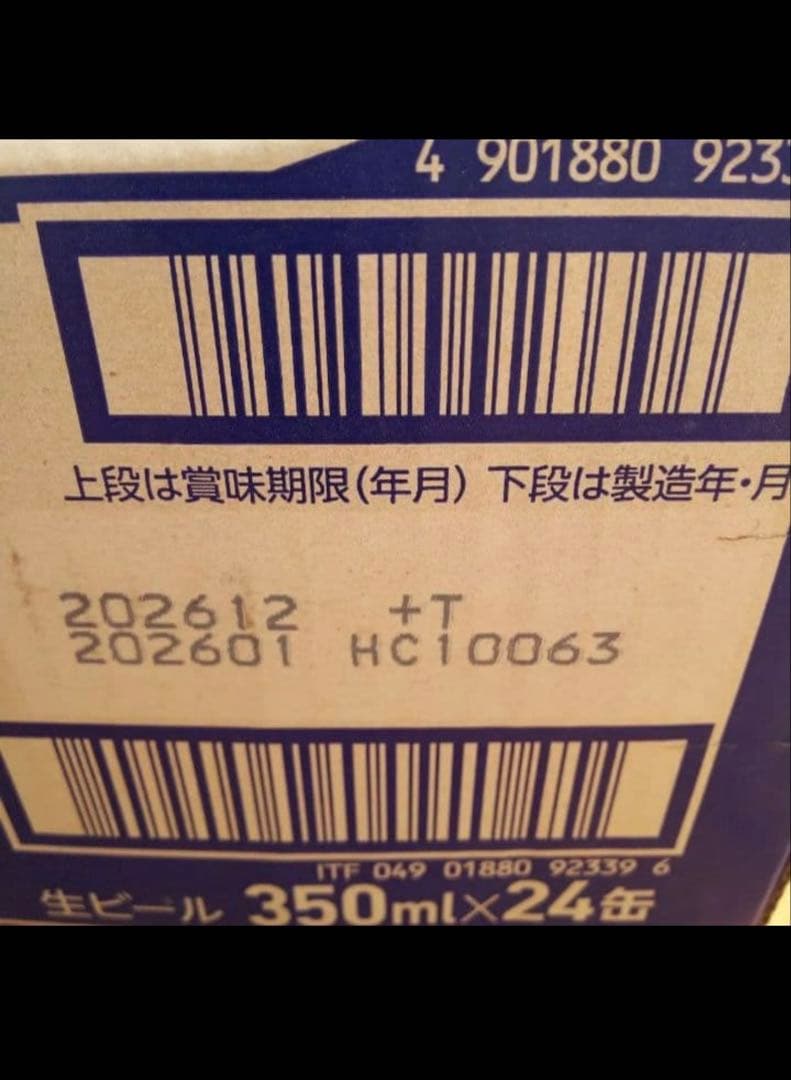 4 901880 923
上段は賞味期限(年月) 下段は製造年・月
202612 +T
202601 HC10063
ITF 049 01880 92339 6
生ビール 350ml×24缶